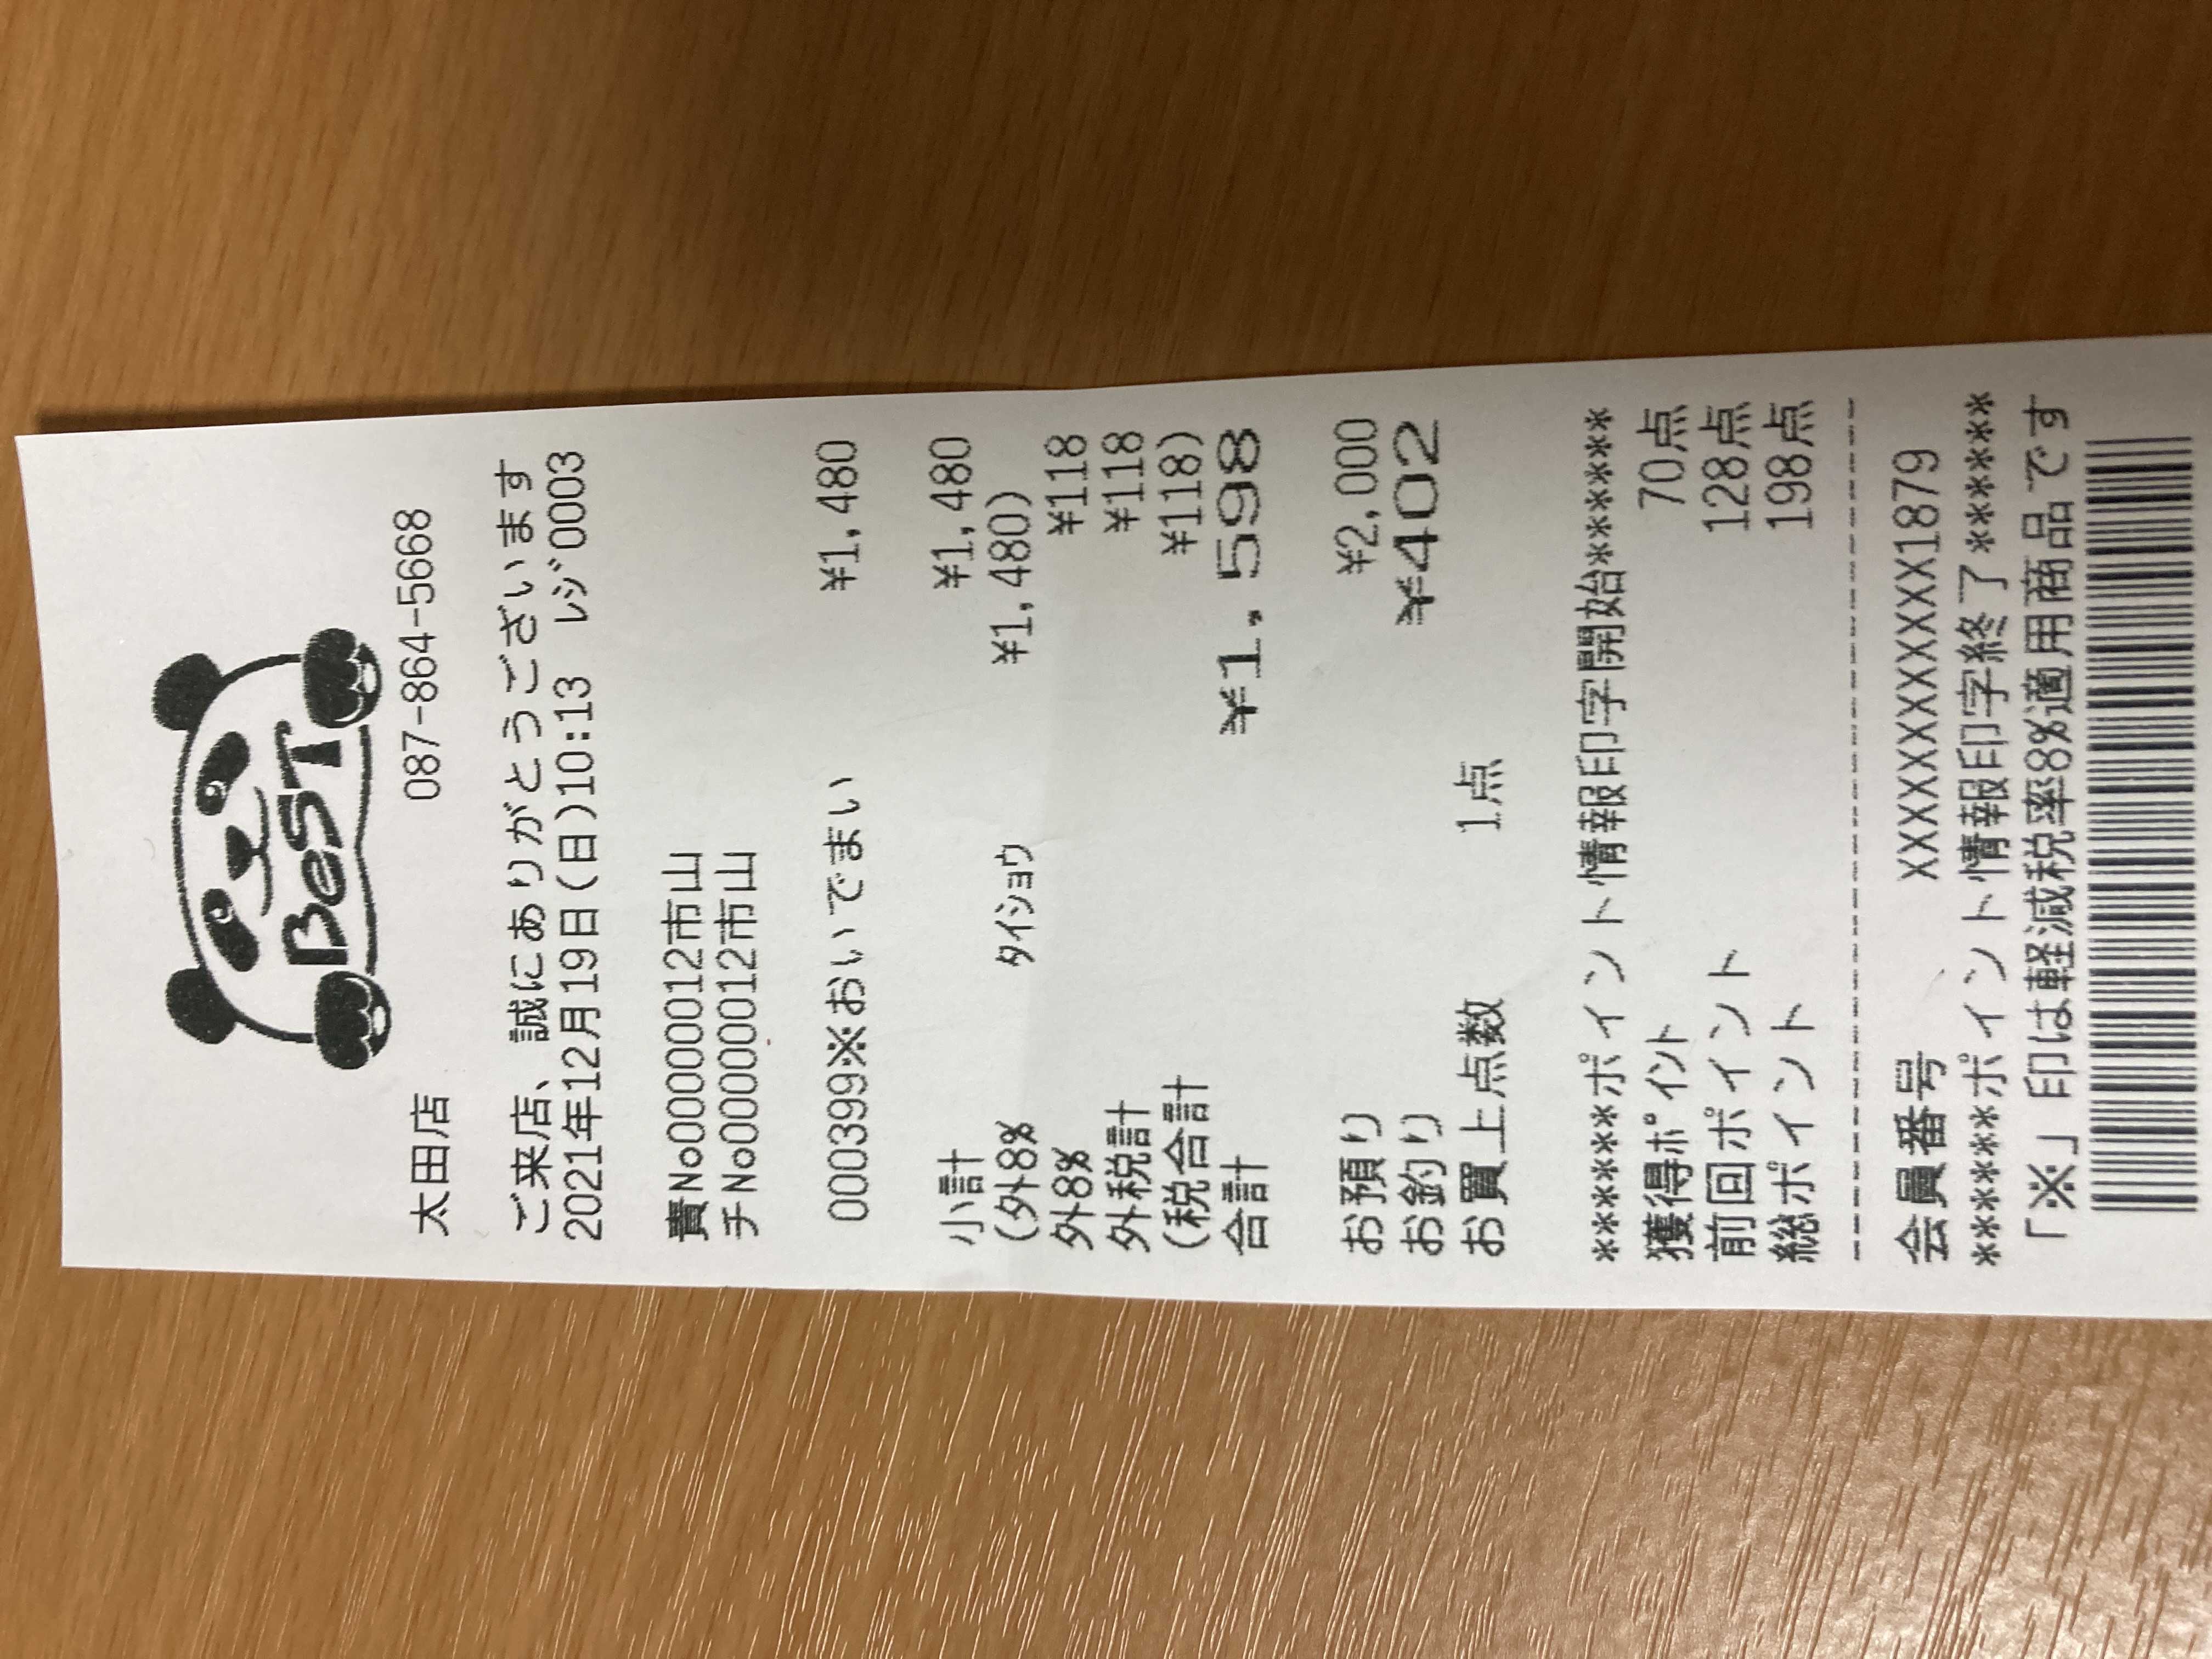 BeST
太田店 087-864-5668
ご来店、誠にありがとうございます
2021年12月19日(日)10:13 ﾚｼﾞ0003
責No00000012市山
チNo00000012市山
000399※おいでまい ¥1,480
小計 ¥1,480
(外8% ﾀｲｼｮｳ ¥1,480)
外8% ¥118
外税計 ¥118
(税合計 ¥118)
合計 ¥1,598
お預り ¥2,000
お釣り ¥402
お買上点数 1点
*****ポイント情報印字開始******
獲得ﾎﾟｲﾝﾄ 70点
前回ポイント 128点
総ポイント 198点
会員番号 XXXXXXXXXXXX1879
*****ポイント情報印字終了******
「※」印は軽減税率8%適用商品です